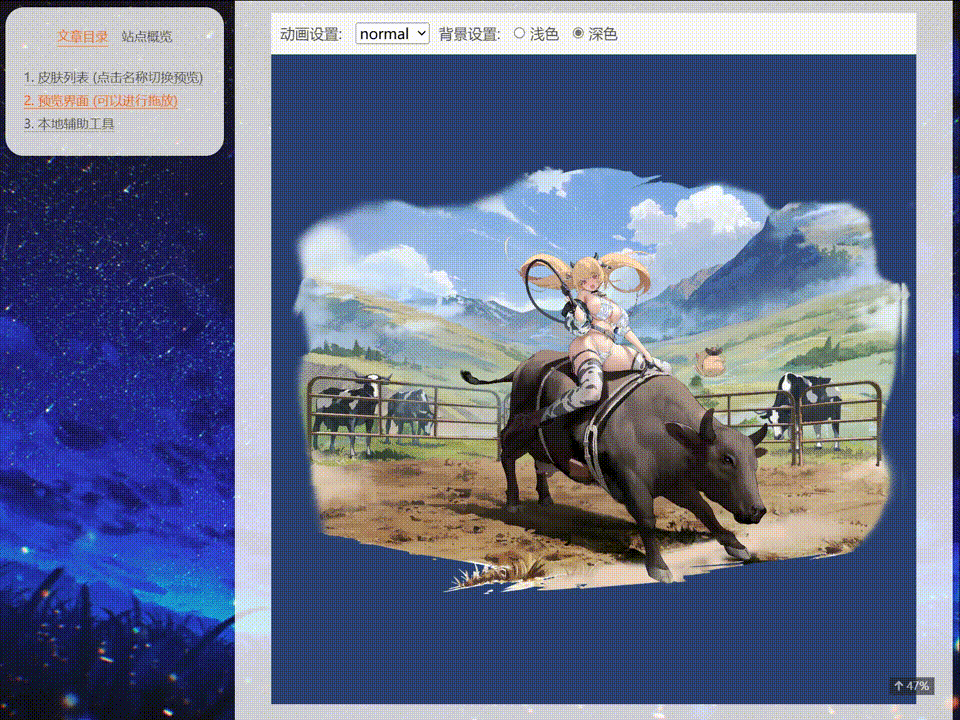 文章目录 站点概览
1. 皮肤列表 (点击名称切换预览)
2. 预览界面 (可以进行拖放)
3. 本地辅助工具
动画设置: normal 背景设置: 浅色 深色
47%